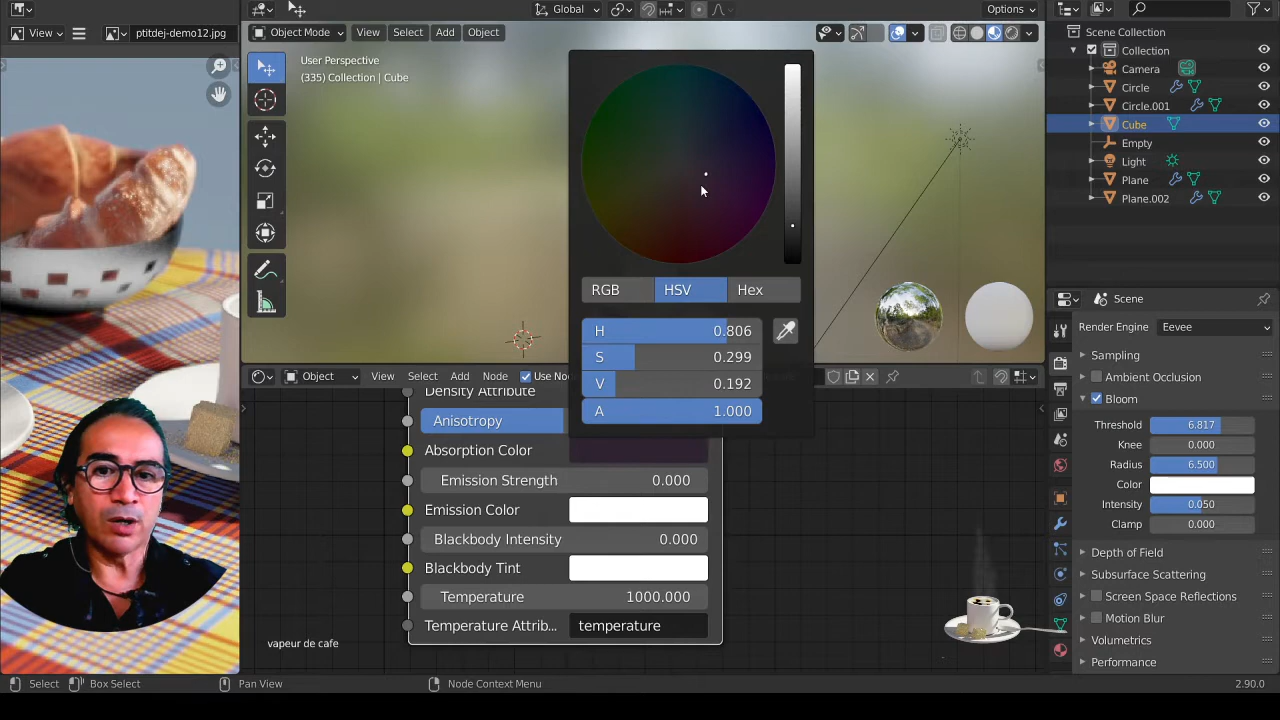 View
ptitdej-demo12.jpg
Global
Options
Object Mode
View
Select
Add
Object
User Perspective
(335) Collection | Cube
RGB
HSV
Hex
H 0.806
S 0.299
V 0.192
A 1.000
Scene Collection
Collection
Camera
Circle
Circle.001
Cube
Empty
Light
Plane
Plane.002
Scene
Render Engine Eevee
Sampling
Ambient Occlusion
Bloom
Threshold 6.817
Knee 0.000
Radius 6.500
Color
Intensity 0.050
Clamp 0.000
Depth of Field
Subsurface Scattering
Screen Space Reflections
Motion Blur
Volumetrics
Performance
Object
View
Select
Add
Node
Use No
Density Attribute
Anisotropy
Absorption Color
Emission Strength 0.000
Emission Color
Blackbody Intensity 0.000
Blackbody Tint
Temperature 1000.000
Temperature Attrib... temperature
vapeur de cafe
Select
Box Select
Pan View
Node Context Menu
2.90.0